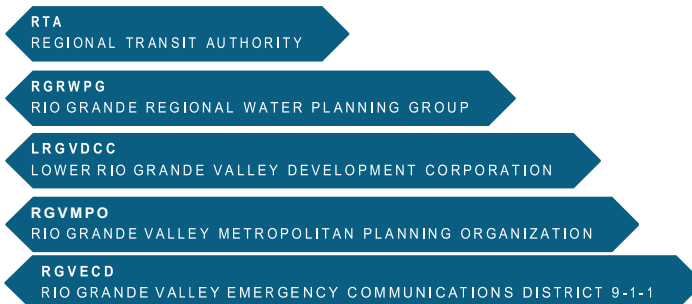 RTA
REGIONAL TRANSIT AUTHORITY
RGRWPG
RIO GRANDE REGIONAL WATER PLANNING GROUP
LRGVDCC
LOWER RIO GRANDE VALLEY DEVELOPMENT CORPORATION
RGVMPO
RIO GRANDE VALLEY METROPOLITAN PLANNING ORGANIZATION
RGVECD
RIO GRANDE VALLEY EMERGENCY COMMUNICATIONS DISTRICT 9-1-1